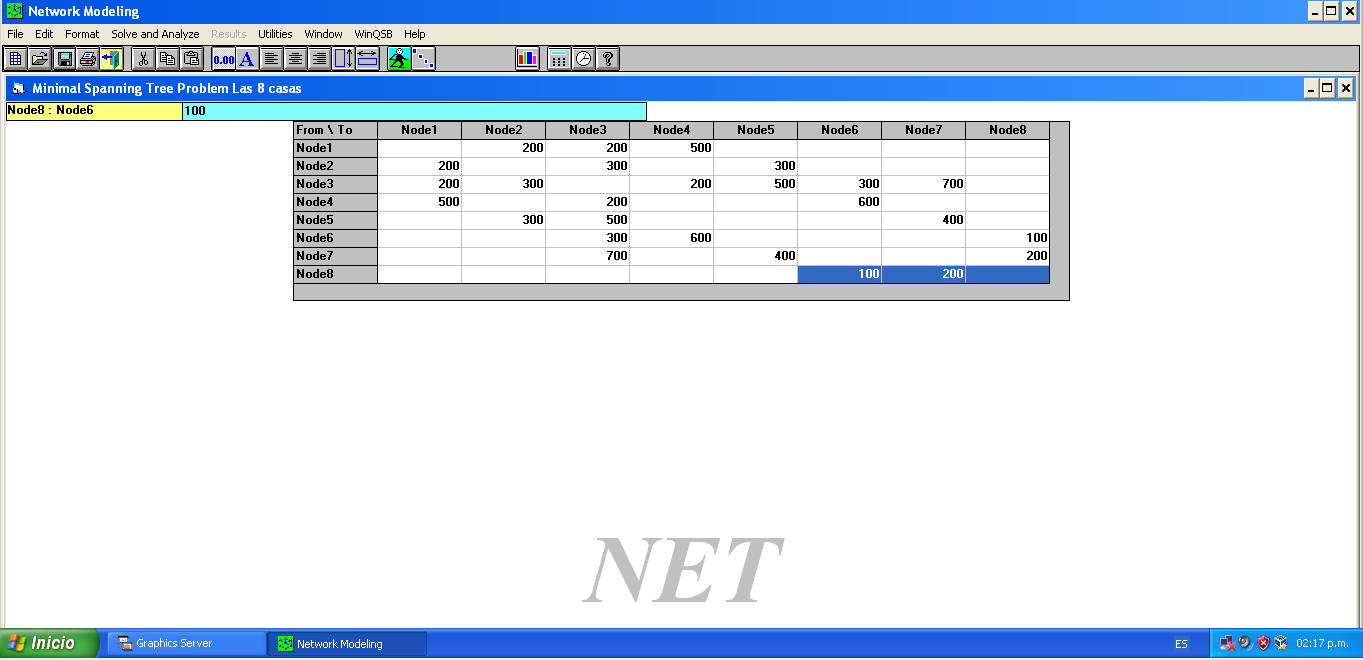 Network Modeling
File Edit Format Solve and Analyze Results Utilities Window WinQSB Help
0.00 A ?
Minimal Spanning Tree Problem Las 8 casas
Node8 : Node6 100
From \ To Node1 Node2 Node3 Node4 Node5 Node6 Node7 Node8
Node1 200 200 500
Node2 200 300 300
Node3 200 300 200 500 300 700
Node4 500 200 600
Node5 300 500 400
Node6 300 600 100
Node7 700 400 200
Node8 100 200
NET
Inicio Graphics Server Network Modeling ES 02:17 p.m.